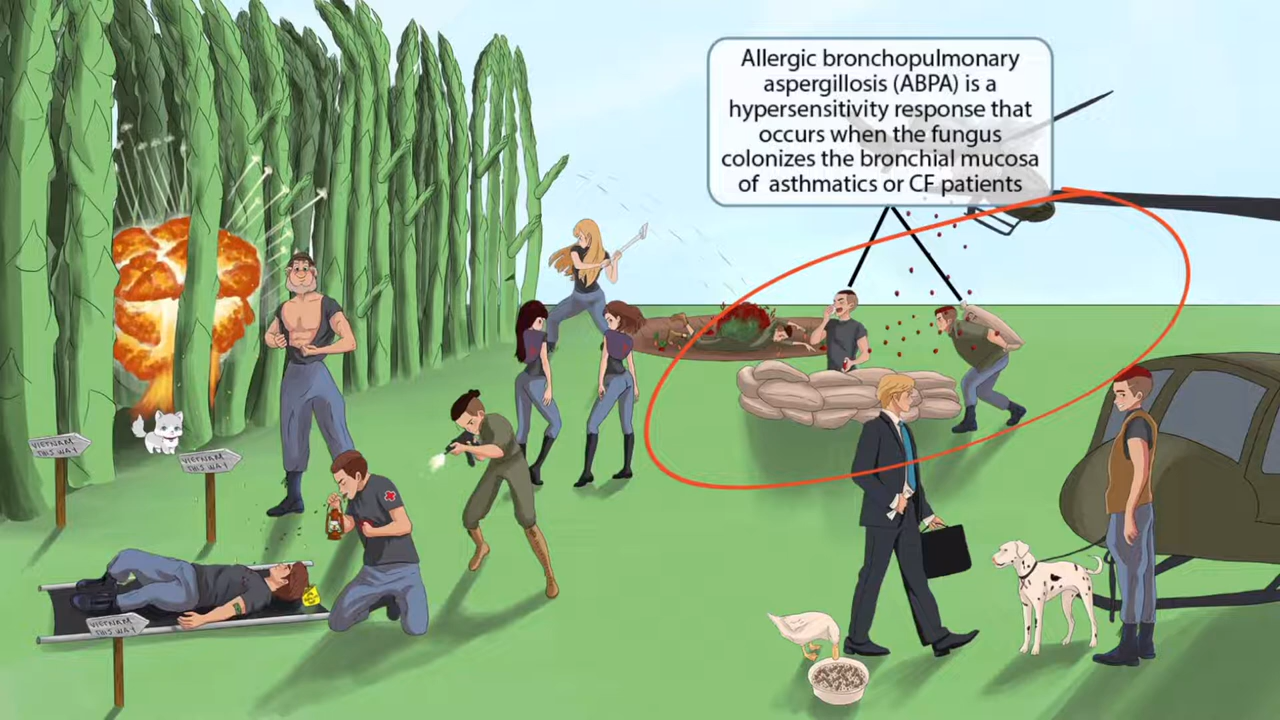 Allergic bronchopulmonary
aspergillosis (ABPA) is a
hypersensitivity response that
occurs when the fungus
colonizes the bronchial mucosa
of asthmatics or CF patients
VIETNAM
THIS WAY
VIETNAM
THIS WAY
VIETNAM
THIS WAY